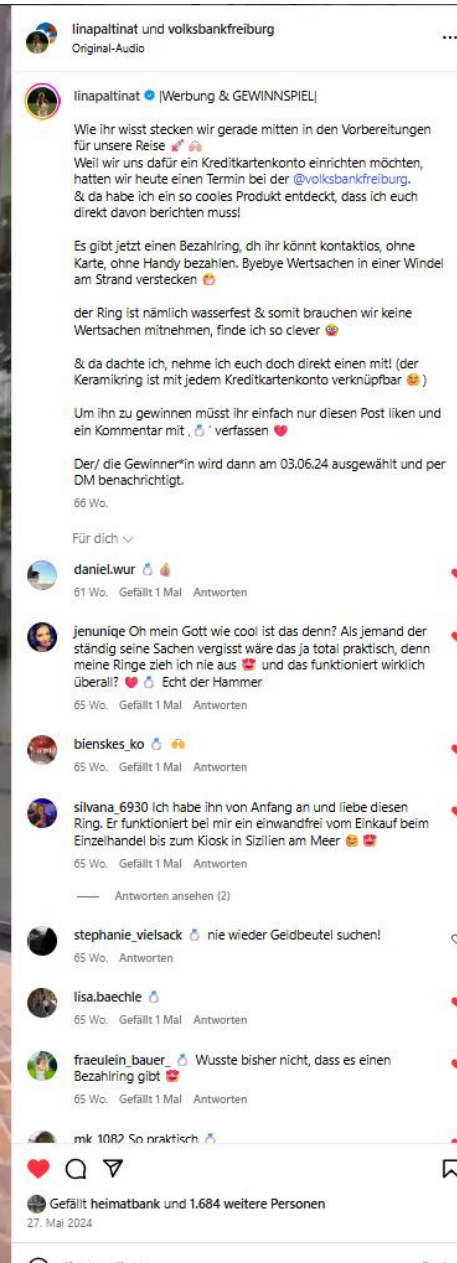 linapaltinat und volksbankfreiburg
Original-Audio
linapaltinat |Werbung & GEWINNSPIEL|
Wie ihr wisst stecken wir gerade mitten in den Vorbereitungen
für unsere Reise 🚀 🙌🏼
Weil wir uns dafür ein Kreditkartenkonto einrichten möchten,
hatten wir heute einen Termin bei der @volksbankfreiburg.
& da habe ich ein so cooles Produkt entdeckt, dass ich euch
direkt davon berichten muss!
Es gibt jetzt einen Bezahlring, dh ihr könnt kontaktlos, ohne
Karte, ohne Handy bezahlen. Byebye Wertsachen in einer Windel
am Strand verstecken 😁
der Ring ist nämlich wasserfest & somit brauchen wir keine
Wertsachen mitnehmen, finde ich so clever 🤓
& da dachte ich, nehme ich euch doch direkt einen mit! (der
Keramikring ist mit jedem Kreditkartenkonto verknüpfbar 😊 )
Um ihn zu gewinnen müsst ihr einfach nur diesen Post liken und
ein Kommentar mit , 💍 ' verfassen ❤️
Der/ die Gewinner*in wird dann am 03.06.24 ausgewählt und per
DM benachrichtigt.
66 Wo.
Für dich
daniel.wur 💍 👍🏼
61 Wo. Gefällt 1 Mal Antworten
jenuniqe Oh mein Gott wie cool ist das denn? Als jemand der
ständig seine Sachen vergisst wäre das ja total praktisch, denn
meine Ringe zieh ich nie aus 😍 und das funktioniert wirklich
überall? ❤️ 💍 Echt der Hammer
65 Wo. Gefällt 1 Mal Antworten
bienskes_ko 💍 🙌
65 Wo. Gefällt 1 Mal Antworten
silvana_6930 Ich habe ihn von Anfang an und liebe diesen
Ring. Er funktioniert bei mir ein einwandfrei vom Einkauf beim
Einzelhandel bis zum Kiosk in Sizilien am Meer 😊 😍
65 Wo. Gefällt 1 Mal Antworten
Antworten ansehen (2)
stephanie_vielsack 💍 nie wieder Geldbeutel suchen!
65 Wo. Antworten
lisa.baechle 💍
65 Wo. Gefällt 1 Mal Antworten
fraeulein_bauer_ 💍 Wusste bisher nicht, dass es einen
Bezahlring gibt 😍
65 Wo. Gefällt 1 Mal Antworten
mk_1082 So praktisch 💍
Gefällt heimatbank und 1.684 weitere Personen
27. Mai 2024